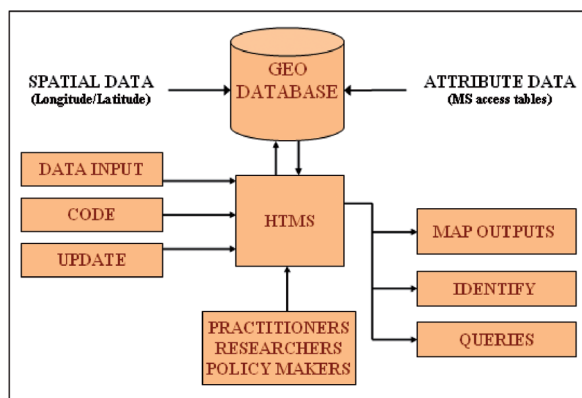 GEO
DATABASE
SPATIAL DATA
(Longitude/Latitude)
ATTRIBUTE DATA
(MS access tables)
DATA INPUT
CODE
UPDATE
HTMS
MAP OUTPUTS
IDENTIFY
QUERIES
PRACTITIONERS
RESEARCHERS
POLICY MAKERS